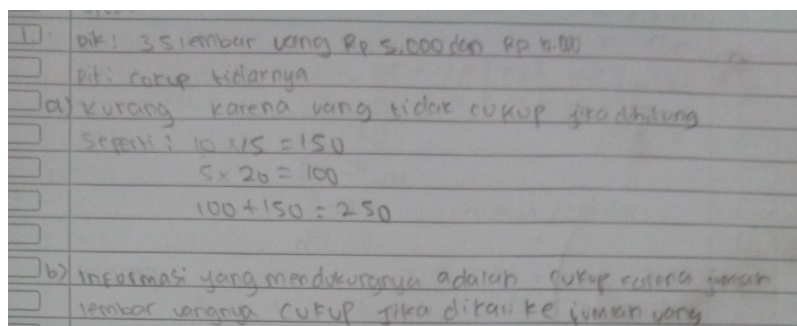 1. Dik: 35 lembar uang Rp 5.000 dan Rp 10.000
Dit: cukup tidaknya
a) kurang karena uang tidak cukup jika dihitung
seperti: 10 x 15 = 150
5 x 20 = 100
100 + 150 = 250
b) Informasi yang mendukungnya adalah cukup karena jumlah
lembar uangnya cukup jika dikali ke jumlah uang